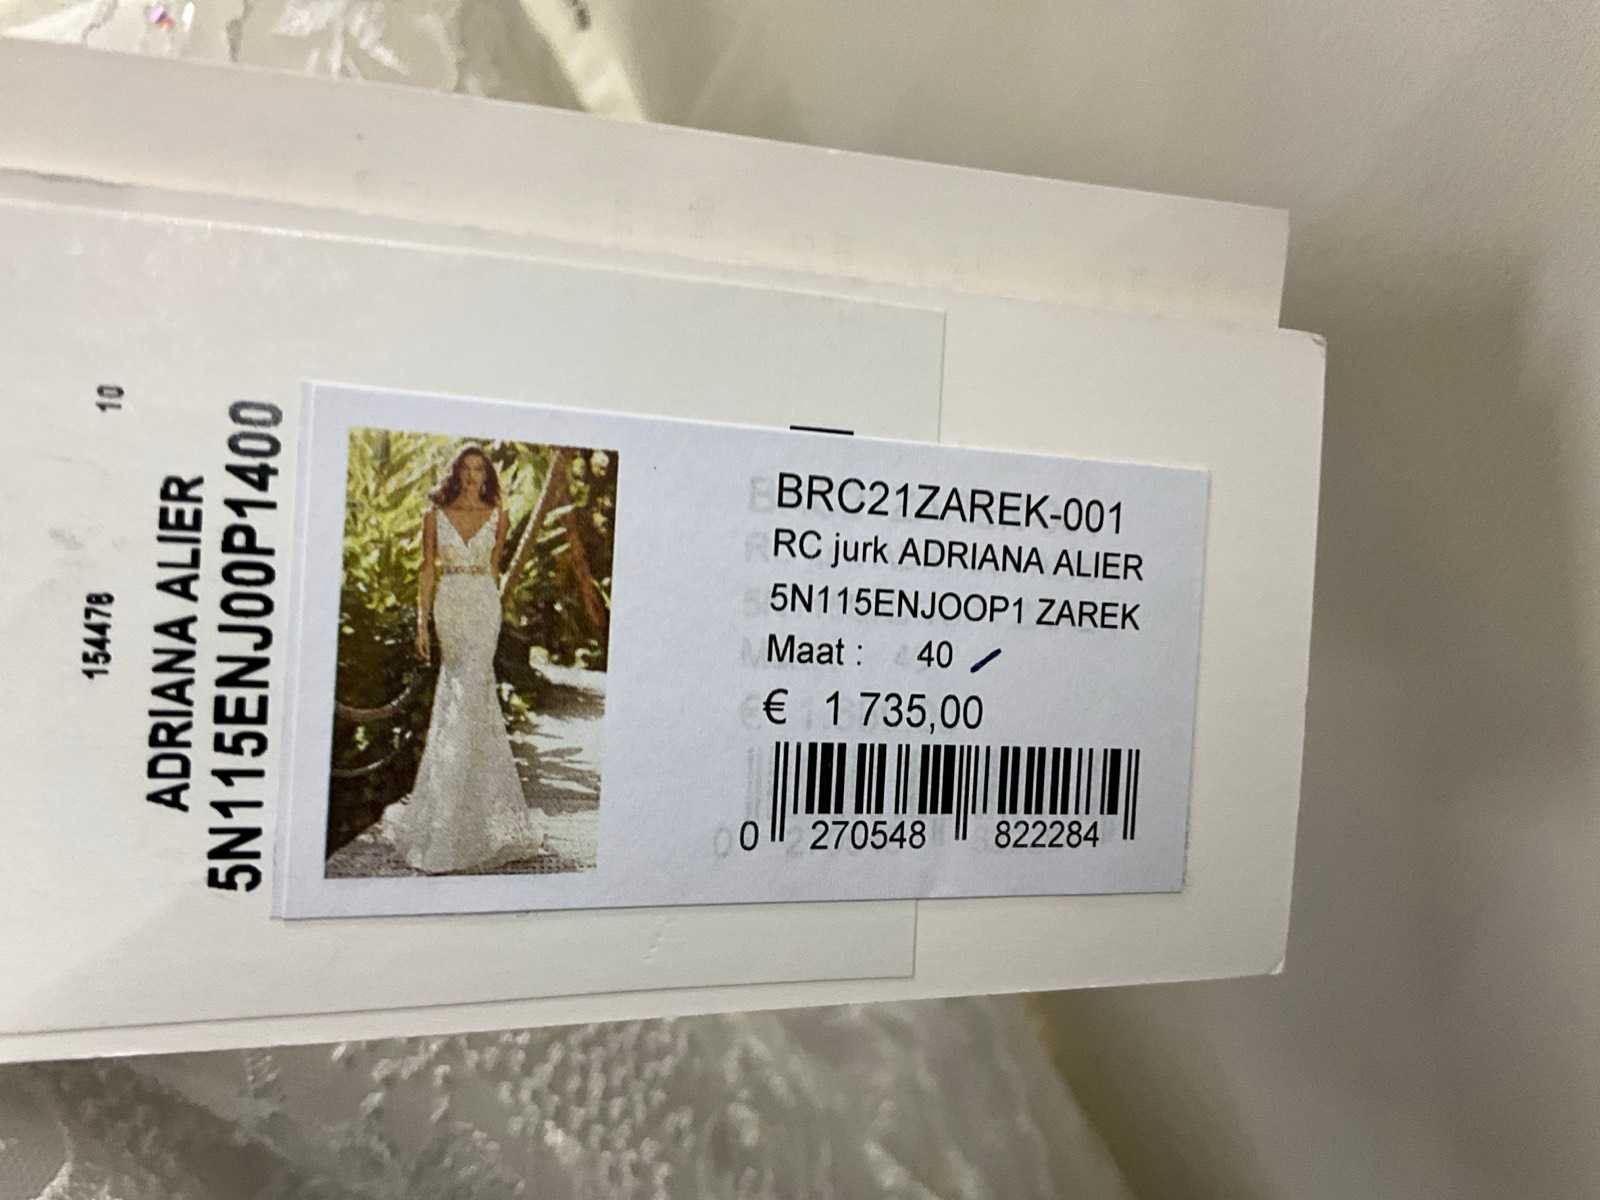 154478 10
ADRIANA ALIER
5N115ENJ00P1400
BRC21ZAREK-001
RC jurk ADRIANA ALIER
5N115ENJOOP1 ZAREK
Maat : 40
€ 1 735,00
0 270548 822284